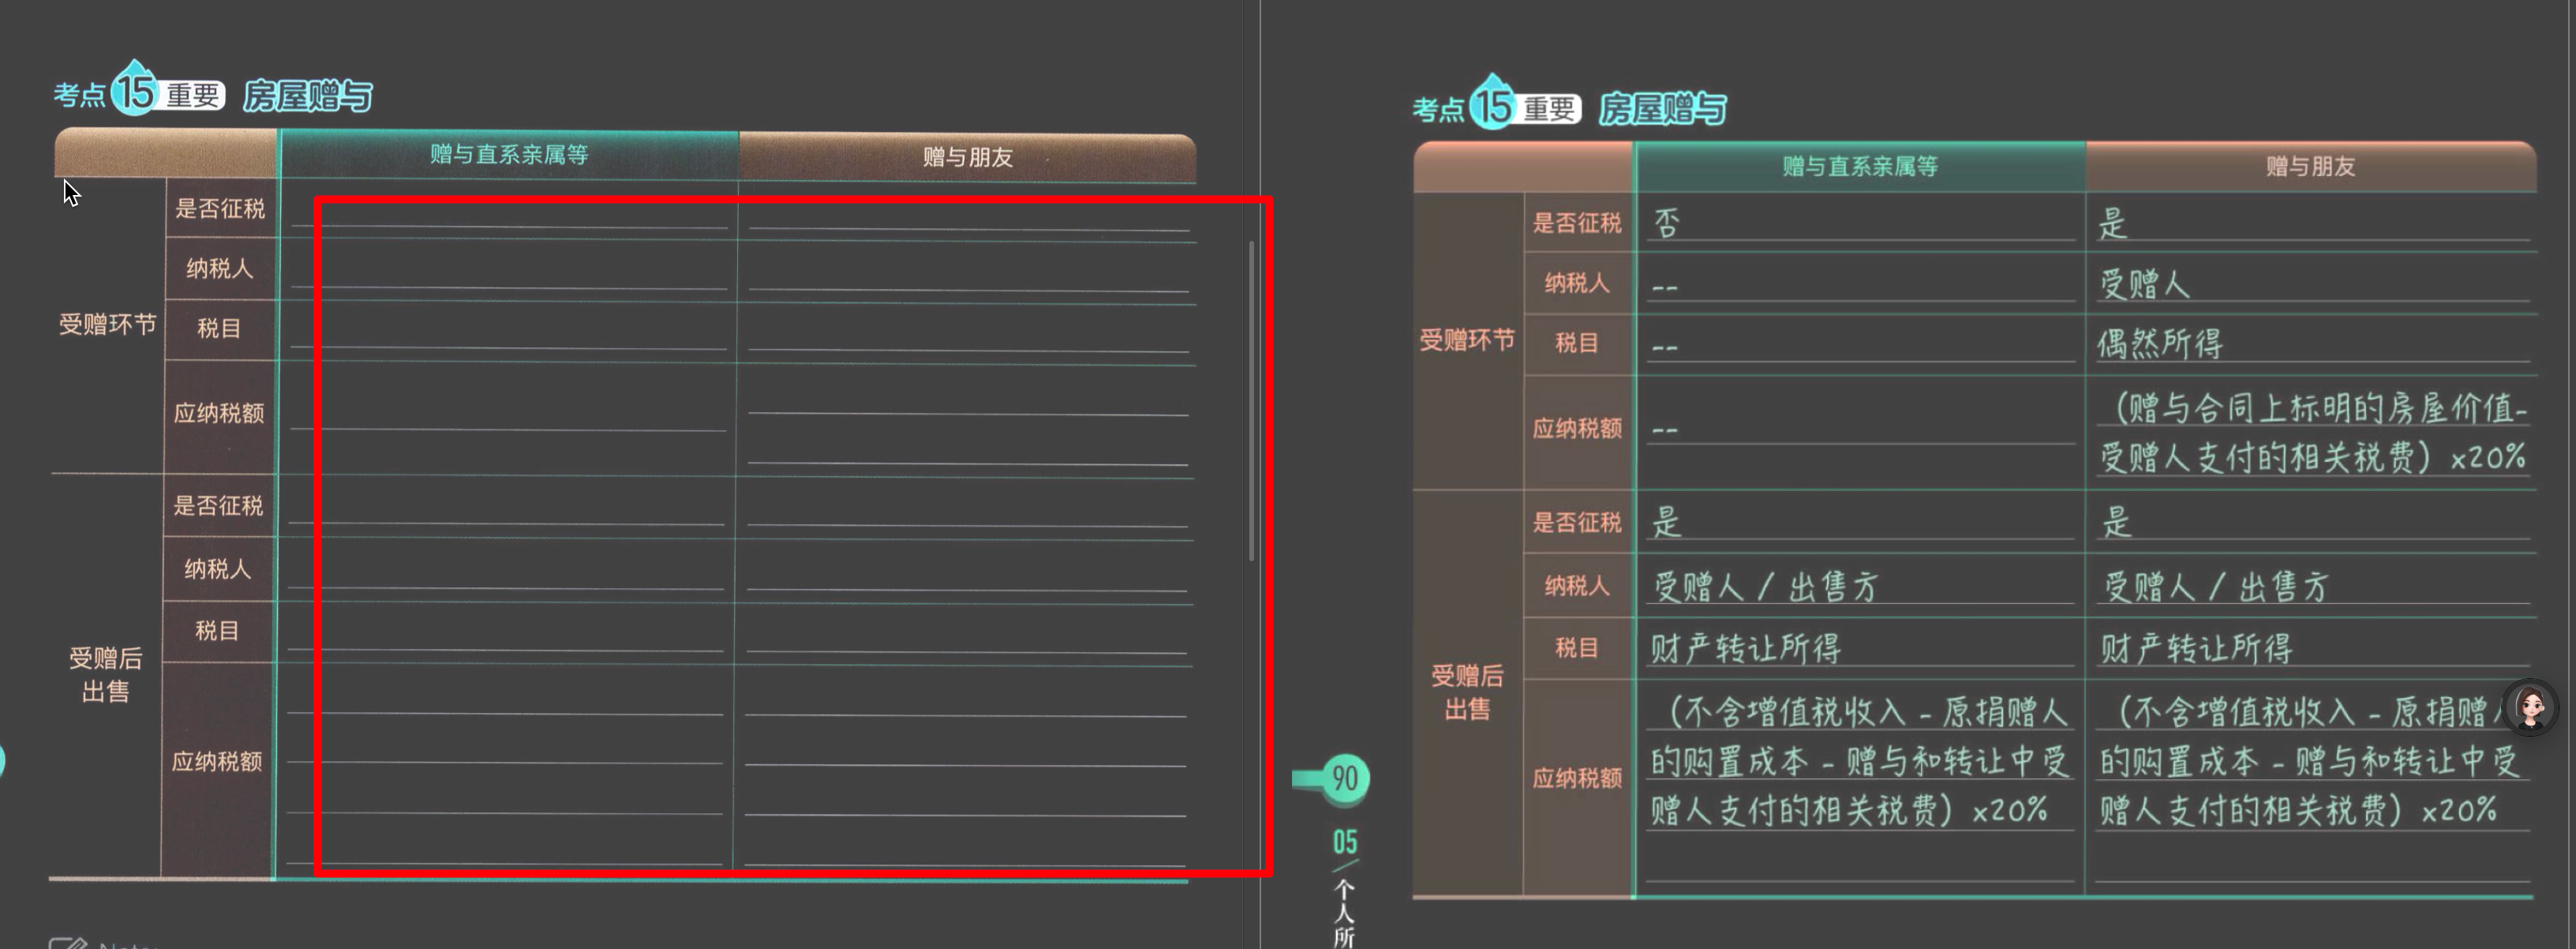 考点 15 重要 房屋赠与
赠与直系亲属等 赠与朋友
受赠环节
是否征税
纳税人
税目
应纳税额
受赠后
出售
是否征税
纳税人
税目
应纳税额
考点 15 重要 房屋赠与
赠与直系亲属等 赠与朋友
受赠环节
是否征税 否 是
纳税人 -- 受赠人
税目 -- 偶然所得
应纳税额 --
(赠与合同上标明的房屋价值-
受赠人支付的相关税费) x20%
受赠后
出售
是否征税 是 是
纳税人 受赠人 / 出售方 受赠人 / 出售方
税目 财产转让所得 财产转让所得
应纳税额
(不含增值税收入 - 原捐赠人
的购置成本 - 赠与和转让中受
赠人支付的相关税费) x20%
(不含增值税收入 - 原捐赠
的购置成本 - 赠与和转让中受
赠人支付的相关税费) x20%
90
05
个人所